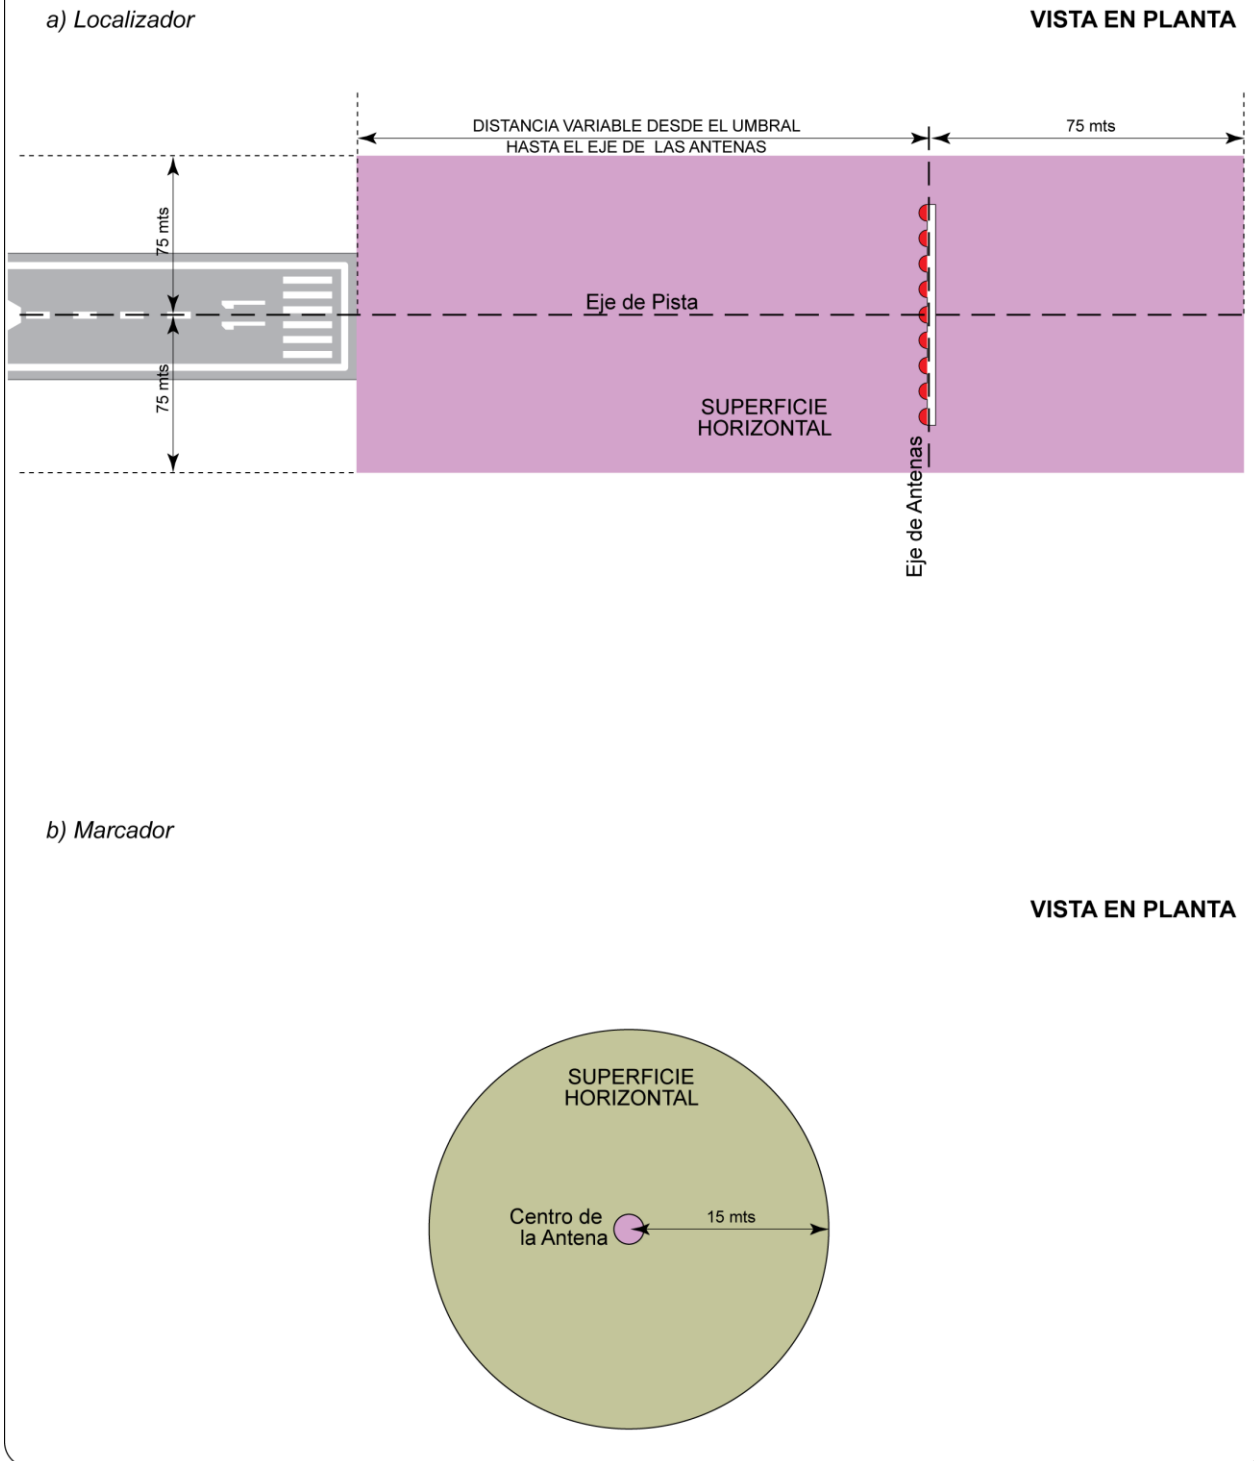 a) Localizador
VISTA EN PLANTA
DISTANCIA VARIABLE DESDE EL UMBRAL
HASTA EL EJE DE LAS ANTENAS
75 mts
75 mts
11
Eje de Pista
75 mts
SUPERFICIE
HORIZONTAL
Eje de Antenas
b) Marcador
VISTA EN PLANTA
SUPERFICIE
HORIZONTAL
Centro de
la Antena
15 mts